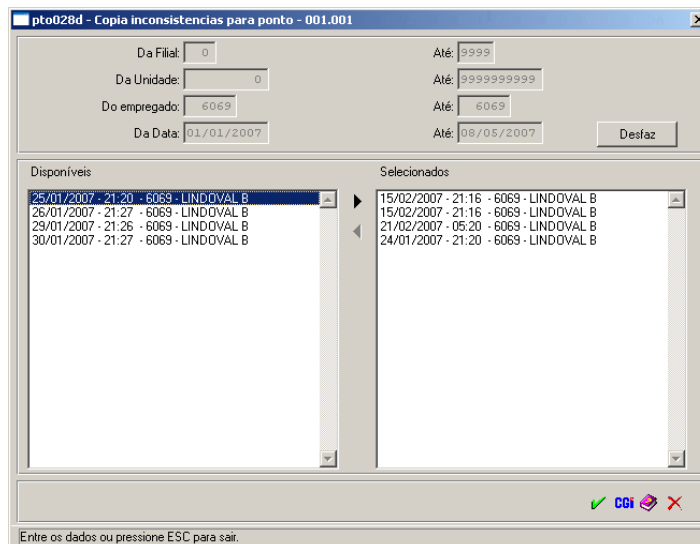 pto028d - Copia inconsistencias para ponto - 001.001
Da Filial: 0 Até: 9999
Da Unidade: 0 Até: 9999999999
Do empregado: 6069 Até: 6069
Da Data: 01/01/2007 Até: 08/05/2007 Desfaz
Disponíveis
25/01/2007 - 21:20 - 6069 - LINDOVAL B
26/01/2007 - 21:27 - 6069 - LINDOVAL B
29/01/2007 - 21:26 - 6069 - LINDOVAL B
30/01/2007 - 21:27 - 6069 - LINDOVAL B
Selecionados
15/02/2007 - 21:16 - 6069 - LINDOVAL B
15/02/2007 - 21:16 - 6069 - LINDOVAL B
21/02/2007 - 05:20 - 6069 - LINDOVAL B
24/01/2007 - 21:20 - 6069 - LINDOVAL B
CGi
Entre os dados ou pressione ESC para sair.